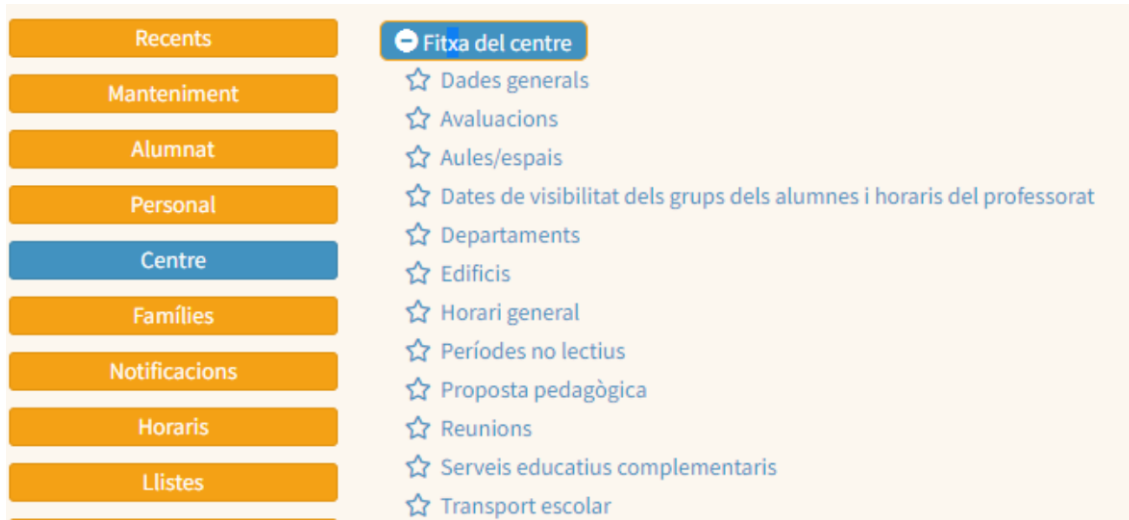 Recents
Manteniment
Alumnat
Personal
Centre
Famílies
Notificacions
Horaris
Llistes
Fitxa del centre
Dades generals
Avaluacions
Aules/espais
Dates de visibilitat dels grups dels alumnes i horaris del professorat
Departaments
Edificis
Horari general
Períodes no lectius
Proposta pedagògica
Reunions
Serveis educatius complementaris
Transport escolar